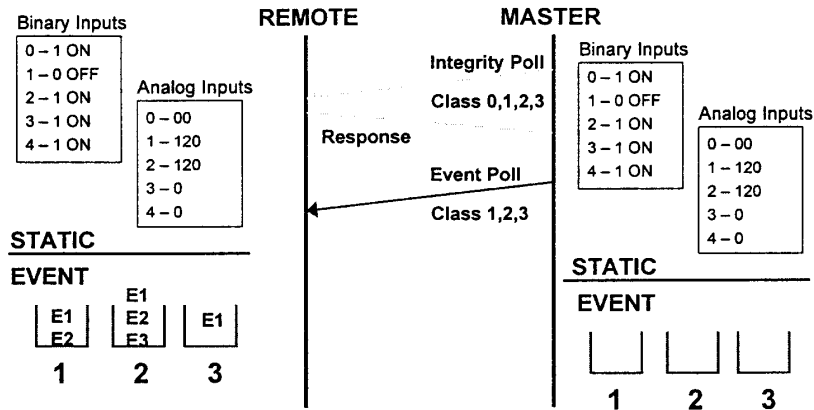 REMOTE
MASTER
Binary Inputs
0 – 1 ON
1 – 0 OFF
2 – 1 ON
3 – 1 ON
4 – 1 ON
Analog Inputs
0 – 00
1 – 120
2 – 120
3 – 0
4 – 0
STATIC
EVENT
E1
E2
E1
E2
E3
E1
1
2
3
Integrity Poll
Class 0,1,2,3
Response
Event Poll
Class 1,2,3
Binary Inputs
0 – 1 ON
1 – 0 OFF
2 – 1 ON
3 – 1 ON
4 – 1 ON
Analog Inputs
0 – 00
1 – 120
2 – 120
3 – 0
4 – 0
STATIC
EVENT
1
2
3